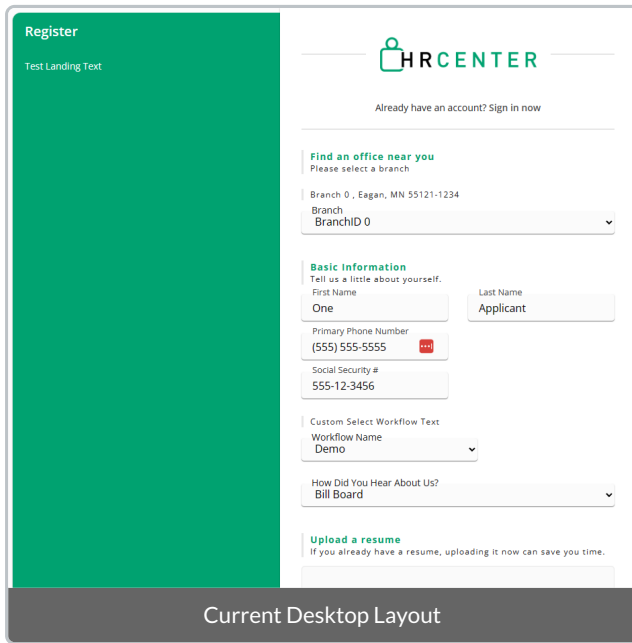 Register
Test Landing Text
HRCENTER
Already have an account? Sign in now
Find an office near you
Please select a branch
Branch 0 , Eagan, MN 55121-1234
Branch
BranchID 0
Basic Information
Tell us a little about yourself.
First Name
Last Name
One
Applicant
Primary Phone Number
(555) 555-5555
Social Security #
555-12-3456
Custom Select Workflow Text
Workflow Name
Demo
How Did You Hear About Us?
Bill Board
Upload a resume
If you already have a resume, uploading it now can save you time.
Current Desktop Layout